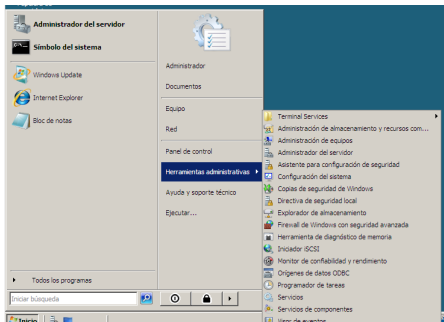 Administrador del servidor
Símbolo del sistema
Windows Update
Internet Explorer
Bloc de notas
Todos los programas
Iniciar búsqueda
Administrador
Documentos
Equipo
Red
Panel de control
Herramientas administrativas
Ayuda y soporte técnico
Ejecutar...
Terminal Services
Administración de almacenamiento y recursos com...
Administración de equipos
Administrador del servidor
Asistente para configuración de seguridad
Configuración del sistema
Copias de seguridad de Windows
Directiva de seguridad local
Explorador de almacenamiento
Firewall de Windows con seguridad avanzada
Herramienta de diagnóstico de memoria
Iniciador iSCSI
Monitor de confiabilidad y rendimiento
Orígenes de datos ODBC
Programador de tareas
Servicios
Servicios de componentes
Visor de eventos
Inicio